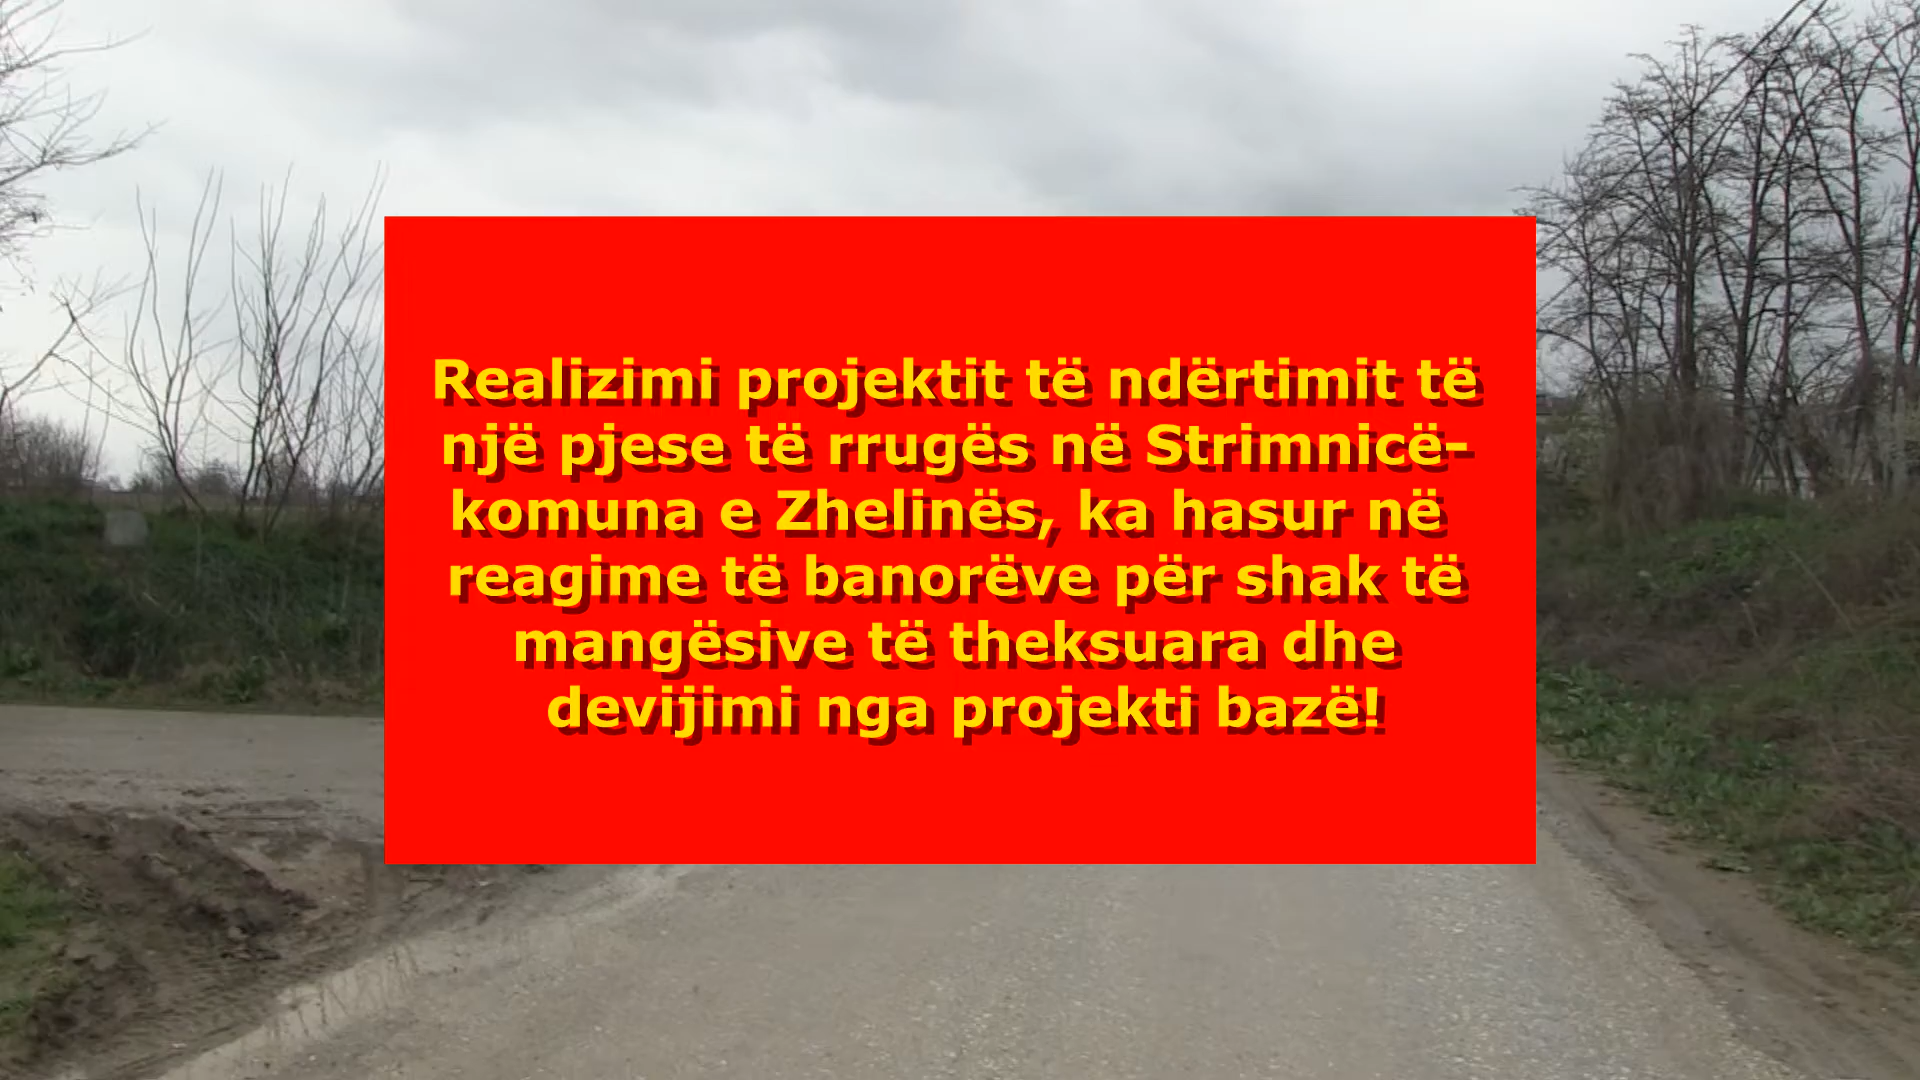 Realizimi projektit të ndërtimit të
një pjese të rrugës në Strimnicë-
komuna e Zhelinës, ka hasur në
reagime të banorëve për shak të
mangësive të theksuara dhe
devijimi nga projekti bazë!